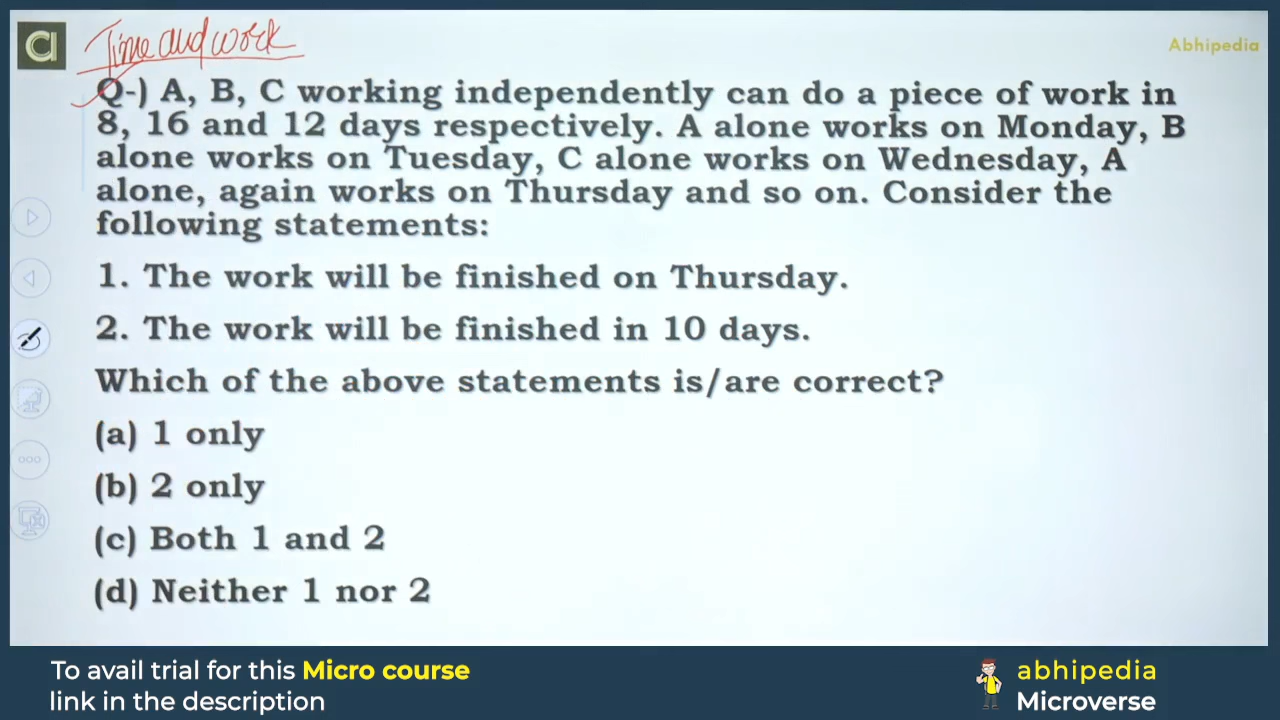 a
Time and work
Abhipedia
Q-) A, B, C working independently can do a piece of work in
8, 16 and 12 days respectively. A alone works on Monday, B
alone works on Tuesday, C alone works on Wednesday, A
alone, again works on Thursday and so on. Consider the
following statements:
1. The work will be finished on Thursday.
2. The work will be finished in 10 days.
Which of the above statements is/are correct?
(a) 1 only
(b) 2 only
(c) Both 1 and 2
(d) Neither 1 nor 2
To avail trial for this Micro course
link in the description
abhipedia
Microverse